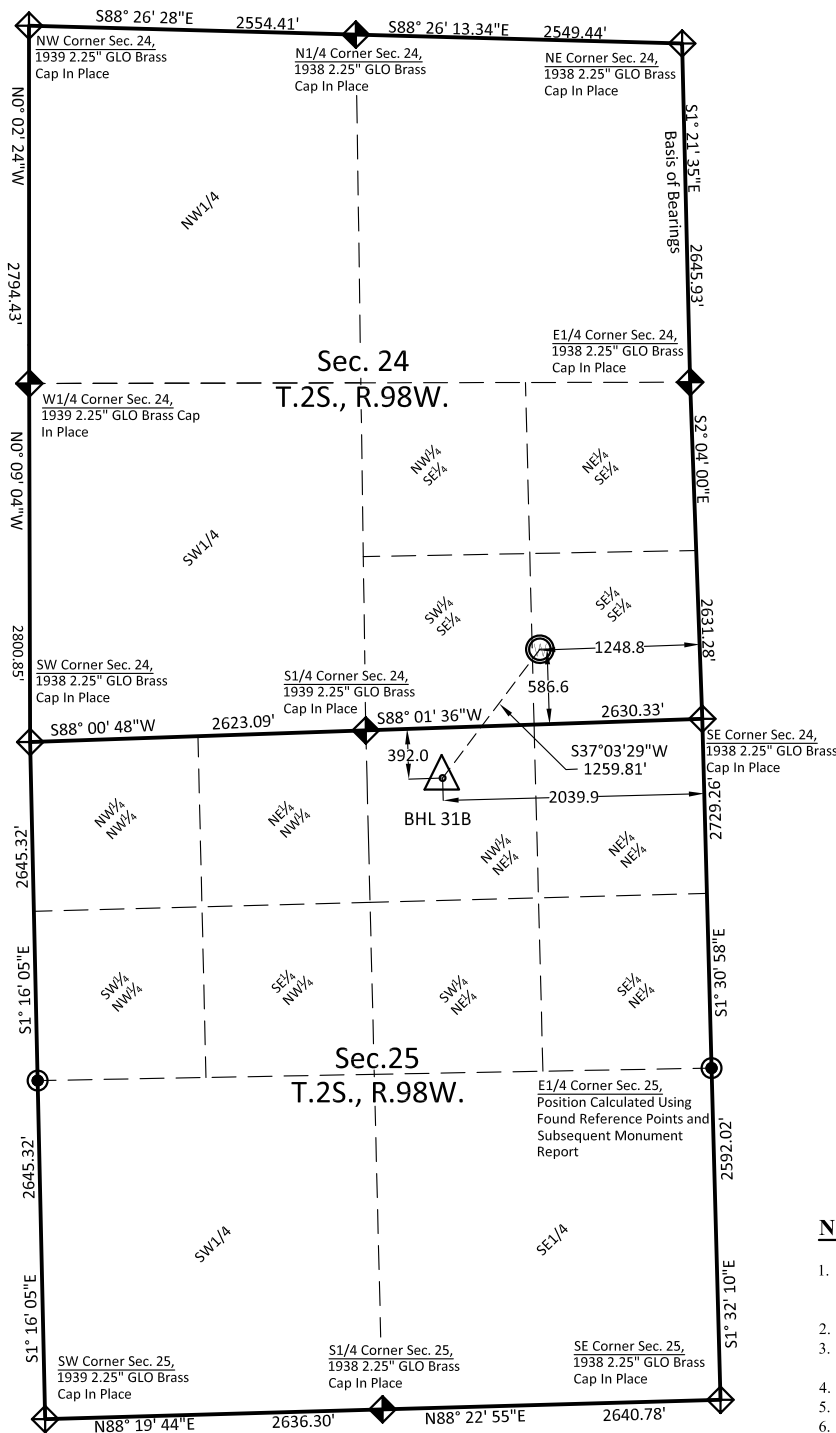 S88° 26' 28"E
2554.41'
S88° 26' 13.34"E
2549.44'
NW Corner Sec. 24,
1939 2.25" GLO Brass
Cap In Place
N1/4 Corner Sec. 24,
1938 2.25" GLO Brass
Cap In Place
NE Corner Sec. 24,
1938 2.25" GLO Brass
Cap In Place
N0° 02' 24"W
2794.43'
S1° 21' 35"E
Basis of Bearings
2645.93'
NW1/4
E1/4 Corner Sec. 24,
1938 2.25" GLO Brass
Cap In Place
Sec. 24
T.2S., R.98W.
W1/4 Corner Sec. 24,
1939 2.25" GLO Brass Cap
In Place
N0° 09' 04"W
2800.85'
S2° 04' 00"E
2631.28'
NW¼
SE¼
NE¼
SE¼
SW1/4
SW¼
SE¼
SE¼
SE¼
1248.8
586.6
SW Corner Sec. 24,
1938 2.25" GLO Brass
Cap In Place
S1/4 Corner Sec. 24,
1939 2.25" GLO Brass
Cap In Place
S88° 00' 48"W
2623.09'
S88° 01' 36"W
2630.33'
SE Corner Sec. 24,
1938 2.25" GLO Brass
Cap In Place
S37°03'29"W
1259.81'
392.0
2039.9
BHL 31B
2729.26'
2645.32'
NW¼
NW¼
NE¼
NW¼
NW¼
NE¼
NE¼
NE¼
S1° 16' 05"E
S1° 30' 58"E
SW¼
NW¼
SE¼
NW¼
SW¼
NE¼
SE¼
NE¼
Sec.25
T.2S., R.98W.
E1/4 Corner Sec. 25,
Position Calculated Using
Found Reference Points and
Subsequent Monument
Report
2645.32'
2592.02'
SW1/4
SE1/4
S1° 16' 05"E
S1° 32' 10"E
SW Corner Sec. 25,
1939 2.25" GLO Brass
Cap In Place
S1/4 Corner Sec. 25,
1938 2.25" GLO Brass
Cap In Place
SE Corner Sec. 25,
1938 2.25" GLO Brass
Cap In Place
N88° 19' 44"E
2636.30'
N88° 22' 55"E
2640.78'
N
1.
2.
3.
4.
5.
6.